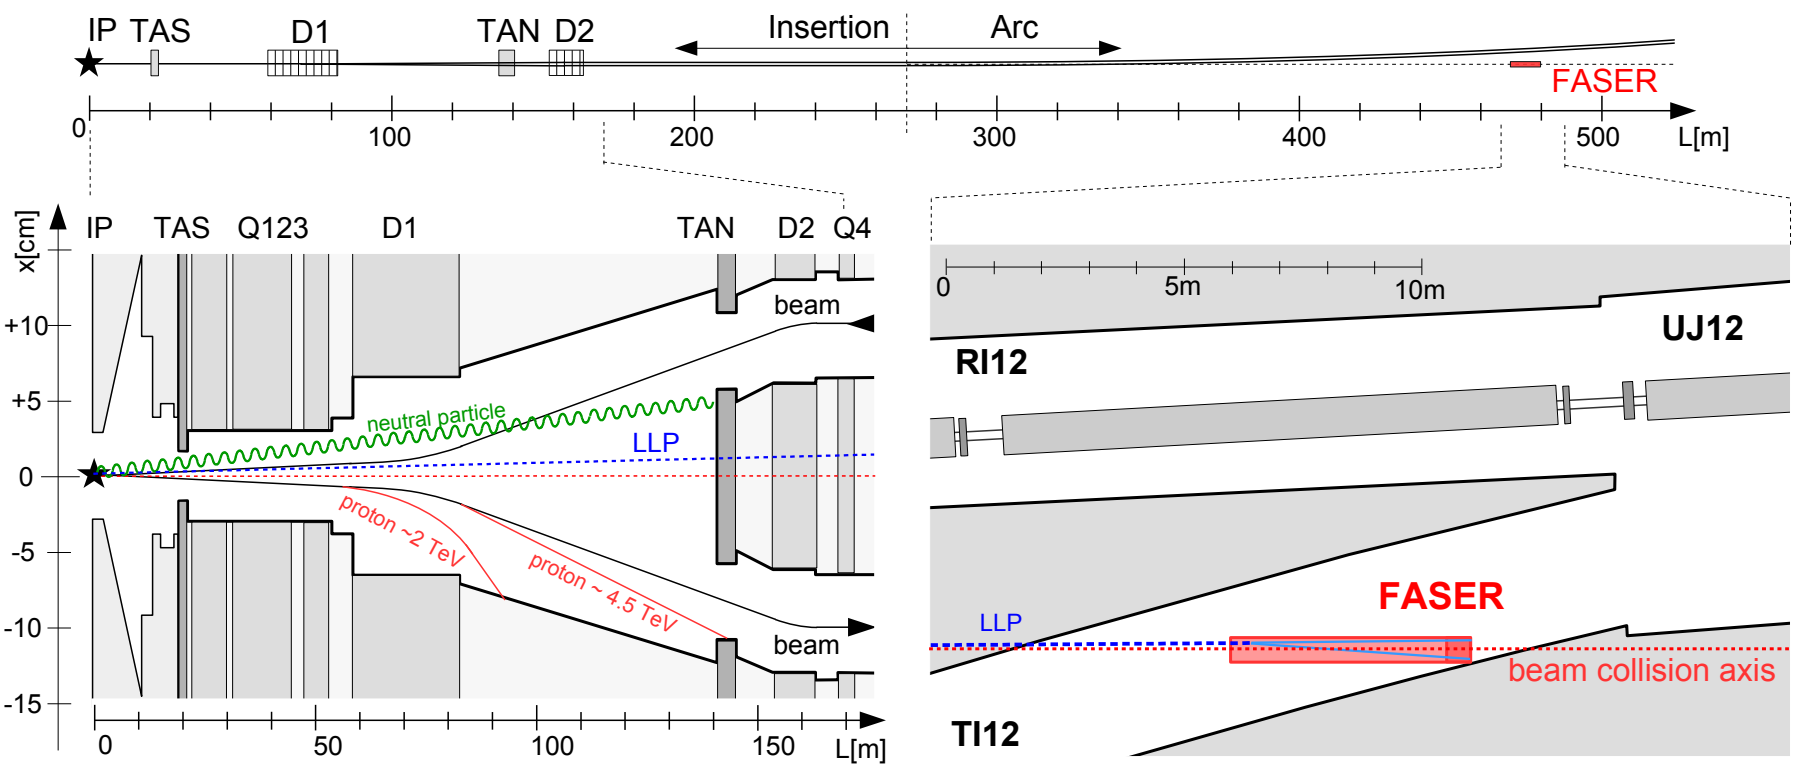 IP TAS D1 TAN D2 Insertion Arc
FASER
0 100 200 300 400 500 L[m]
x[cm] IP TAS Q123 D1 TAN D2 Q4
+10
+5
0
-5
-10
-15
beam
neutral particle
LLP
proton ~2 TeV
proton ~ 4.5 TeV
beam
0 50 100 150 L[m]
0 5m 10m
RI12 UJ12
FASER
LLP
beam collision axis
TI12